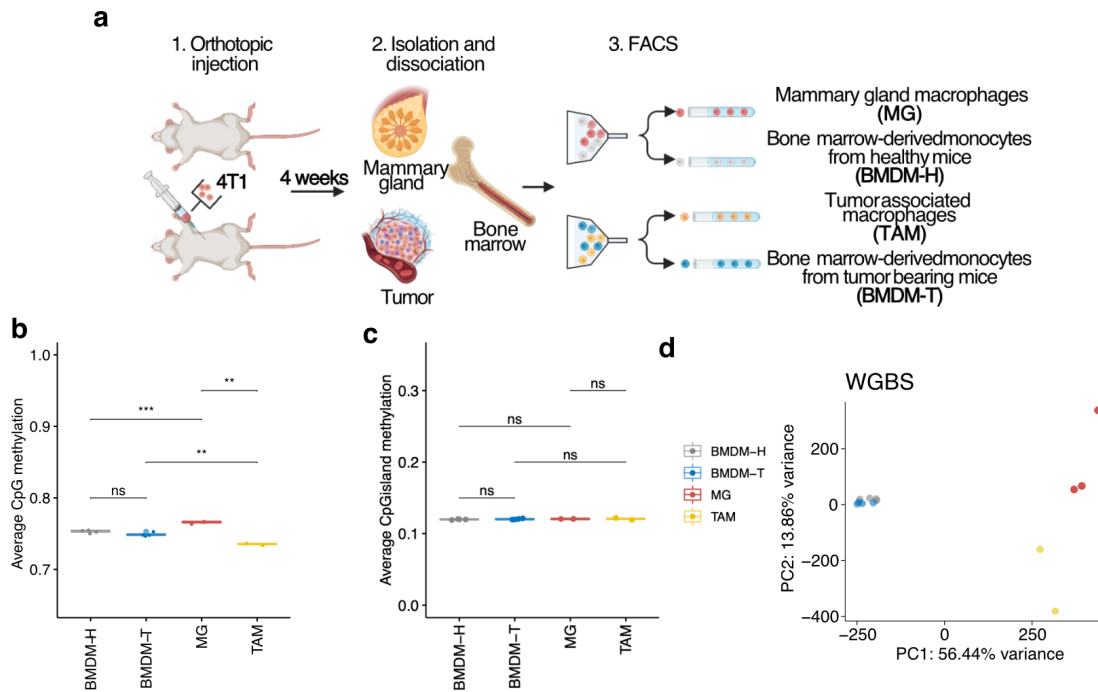 a
1. Orthotopic
injection
2. Isolation and
dissociation
3. FACS
4T1
4 weeks
Mammary
gland
Tumor
Bone
marrow
Mammary gland macrophages
(MG)
Bone marrow-derivedmonocytes
from healthy mice
(BMDM-H)
Tumor associated
macrophages
(TAM)
Bone marrow-derivedmonocytes
from tumor bearing mice
(BMDM-T)
b
Average CpG methylation
1.0
0.9
0.8
0.7
**
***
**
ns
BMDM-H
BMDM-T
MG
TAM
c
Average CpGisland methylation
0.3
0.2
0.1
0.0
ns
ns
ns
ns
BMDM-H
BMDM-T
MG
TAM
BMDM-H
BMDM-T
MG
TAM
d
WGBS
PC2: 13.86% variance
200
0
-200
-400
-250
0
250
PC1: 56.44% variance